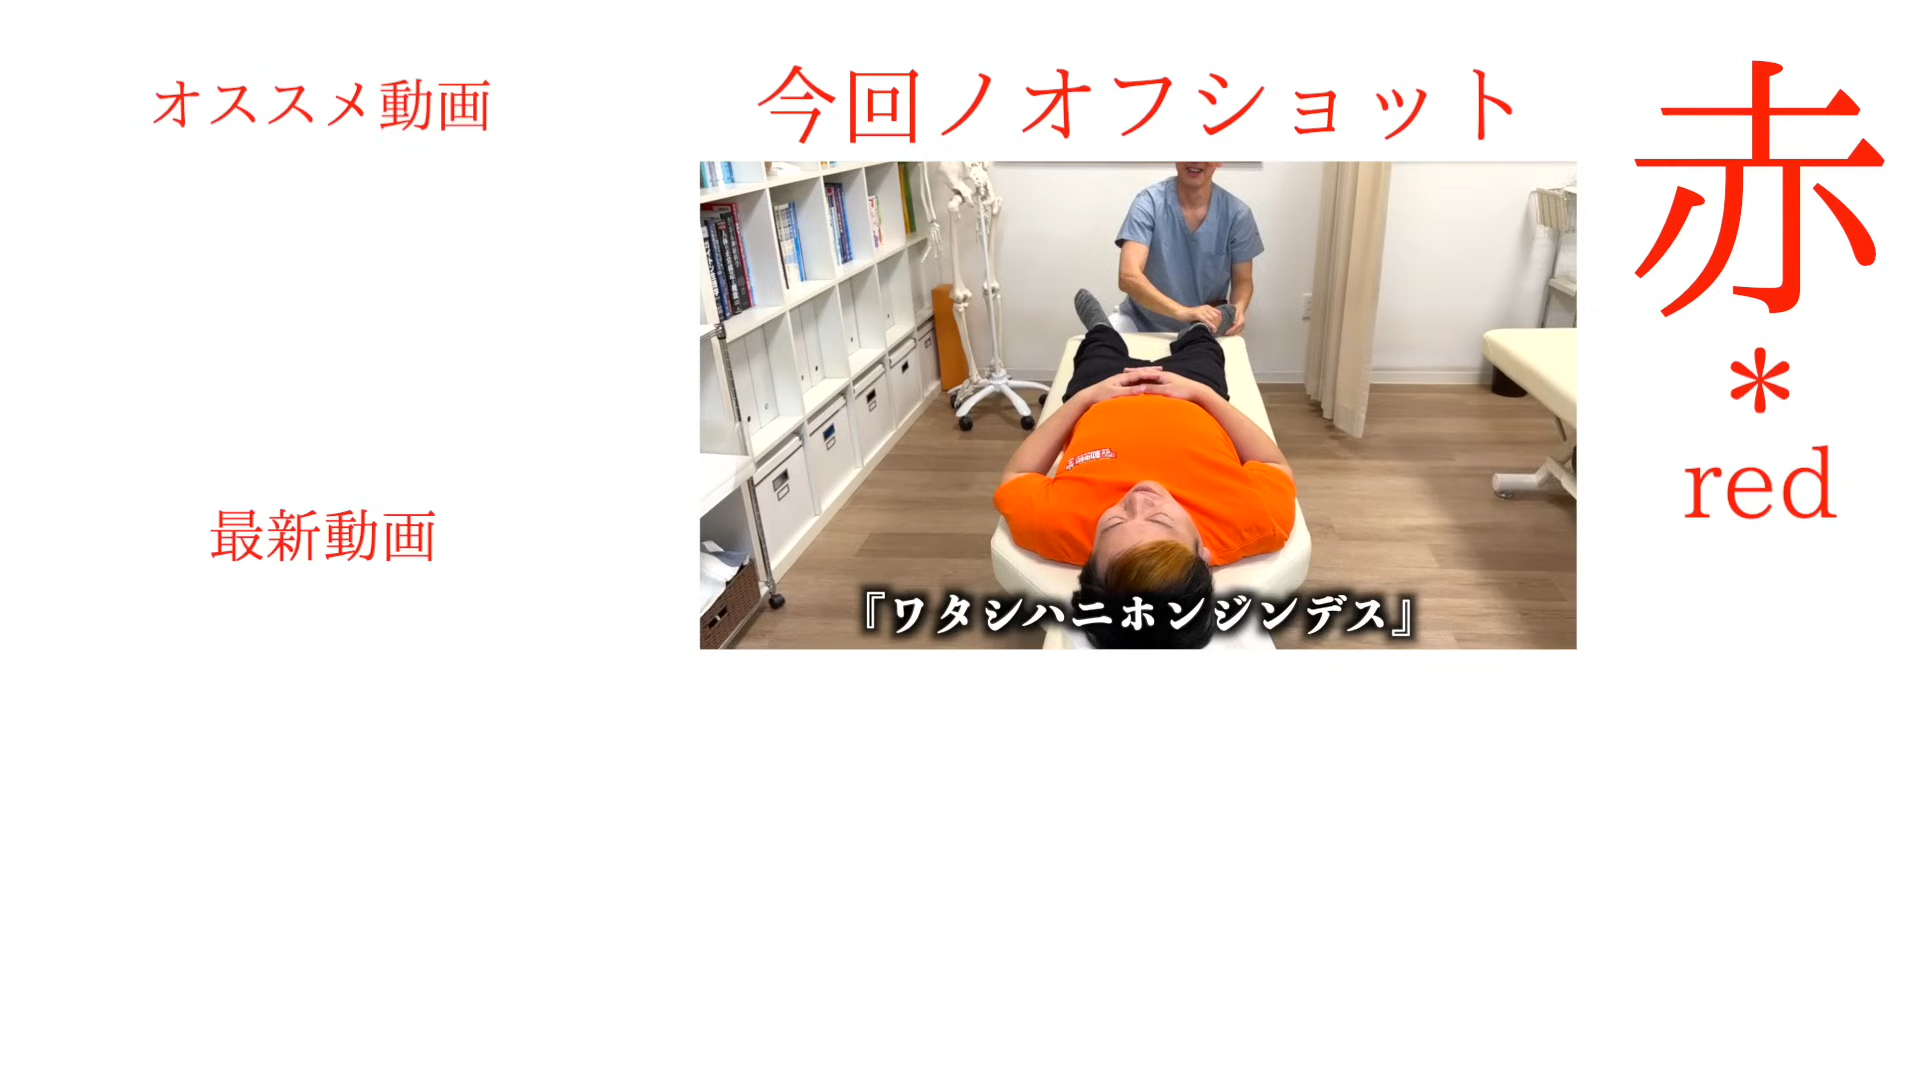 オススメ動画
今回ノオフショット
赤
*
red
最新動画
『ワタシハニホンジンデス』